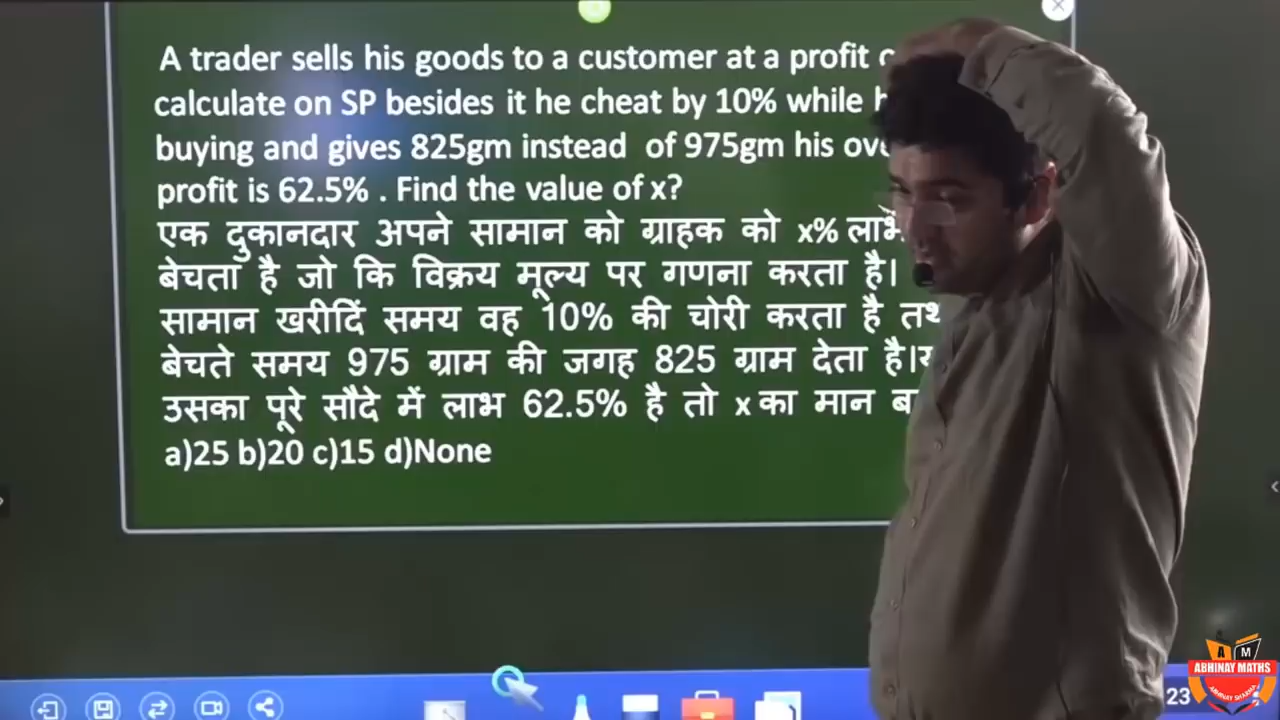 A trader sells his goods to a customer at a profit
calculate on SP besides it he cheat by 10% while
buying and gives 825gm instead of 975gm his
profit is 62.5% . Find the value of x?
एक दुकानदार अपने सामान को ग्राहक को x% लाभ
बेचता है जो कि विक्रय मूल्य पर गणना करता है।
सामान खरीदिं समय वह 10% की चोरी करता है
बेचते समय 975 ग्राम की जगह 825 ग्राम देता है।
उसका पूरे सौदे में लाभ 62.5% है तो x का मान
a)25 b)20 c)15 d)None
23
A M
ABHINAY MATHS
ABHINAY SHARMA